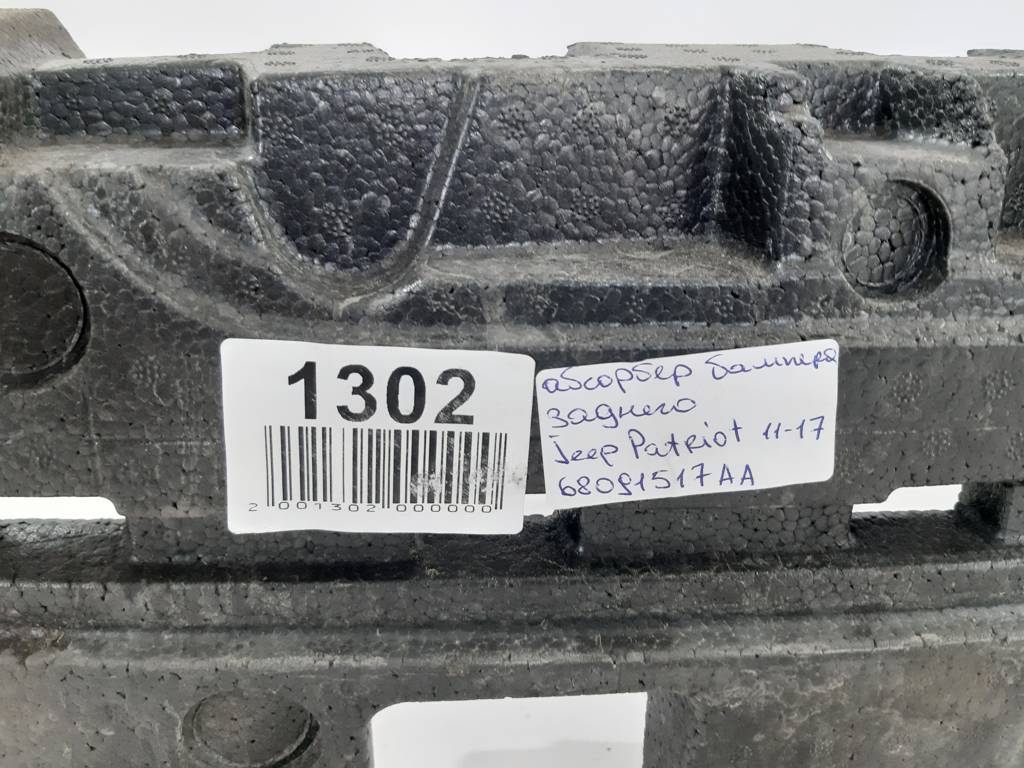 1302
2 001302 000000
абсорбер бампера
заднего
Jeep Patriot 11-17
68091517AA